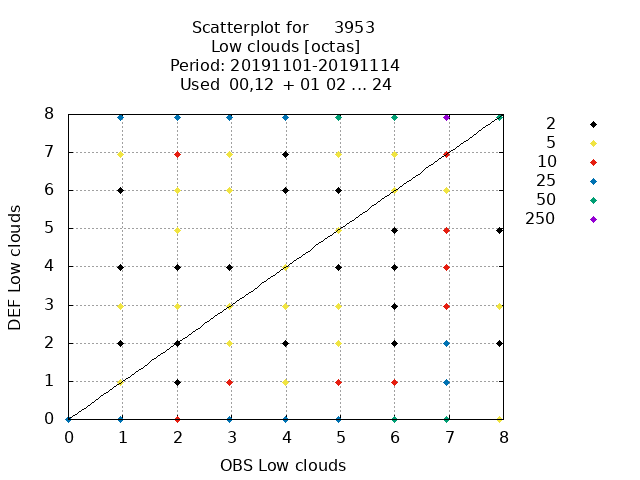 Scatterplot for 3953
Low clouds [octas]
Period: 20191101-20191114
Used 00,12 + 01 02 ... 24
8
7
6
5
4
3
2
1
0
DEF Low clouds
0 1 2 3 4 5 6 7 8
OBS Low clouds
2
5
10
25
50
250